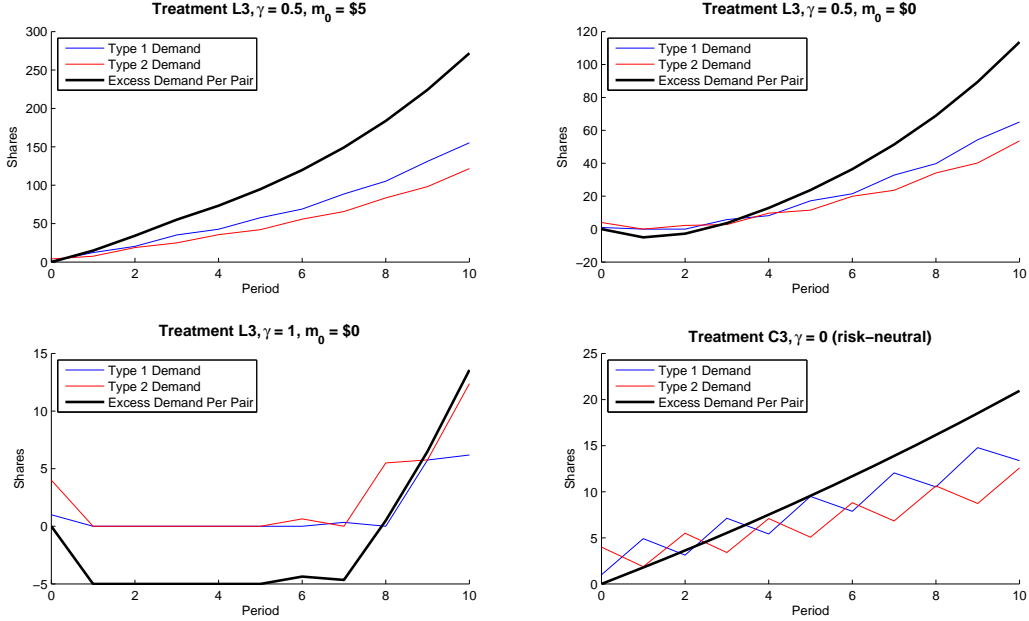 Treatment L3, γ = 0.5, m0 = $5
300
250
200
150
100
50
0
Shares
Type 1 Demand
Type 2 Demand
Excess Demand Per Pair
0 2 4 6 8 10
Period
Treatment L3, γ = 0.5, m0 = $0
120
100
80
60
40
20
0
−20
Shares
Type 1 Demand
Type 2 Demand
Excess Demand Per Pair
0 2 4 6 8 10
Period
Treatment L3, γ = 1, m0 = $0
15
10
5
0
−5
Shares
Type 1 Demand
Type 2 Demand
Excess Demand Per Pair
0 2 4 6 8 10
Period
Treatment C3, γ = 0 (risk−neutral)
25
20
15
10
5
0
Shares
Type 1 Demand
Type 2 Demand
Excess Demand Per Pair
0 2 4 6 8 10
Period